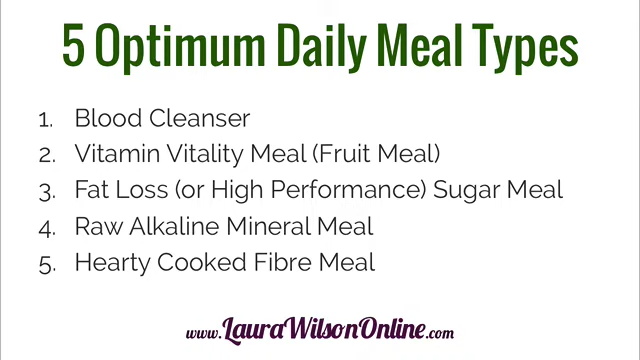 5 Optimum Daily Meal Types
1. Blood Cleanser
2. Vitamin Vitality Meal (Fruit Meal)
3. Fat Loss (or High Performance) Sugar Meal
4. Raw Alkaline Mineral Meal
5. Hearty Cooked Fibre Meal
www.LauraWilsonOnline.com